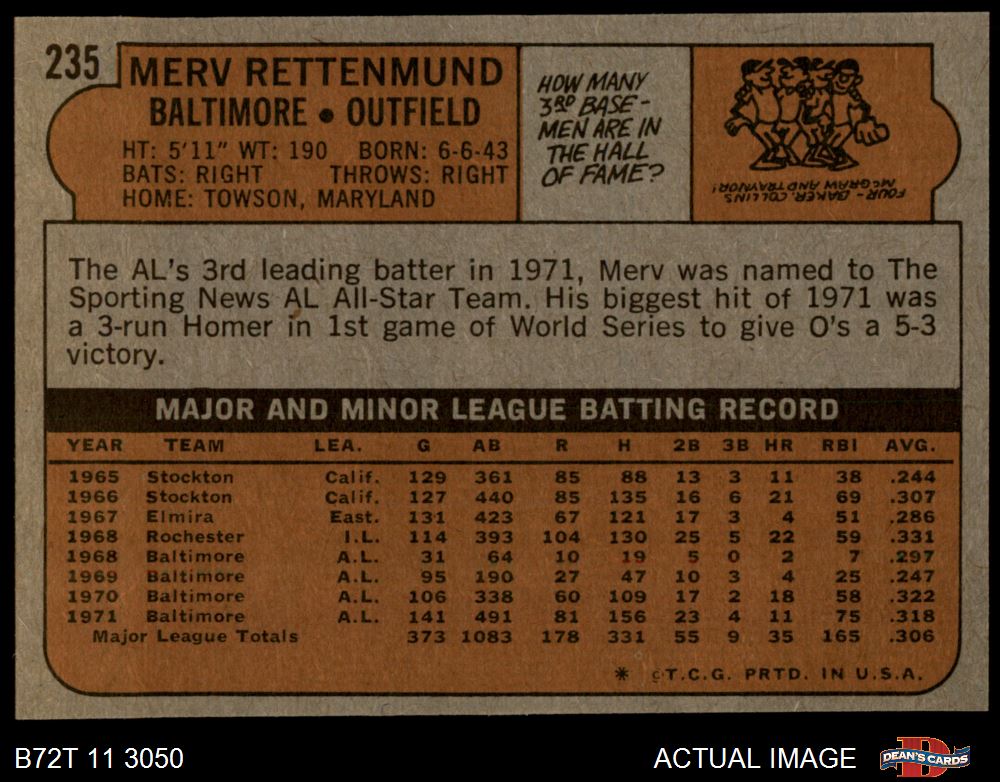 235
MERV RETTENMUND
BALTIMORE • OUTFIELD
HT: 5'11" WT: 190 BORN: 6-6-43
BATS: RIGHT THROWS: RIGHT
HOME: TOWSON, MARYLAND
HOW MANY
3RD BASE-
MEN ARE IN
THE HALL
OF FAME?
FOUR - BAKER, COLLINS,
McGRAW AND TRAYNOR!
The AL's 3rd leading batter in 1971, Merv was named to The
Sporting News AL All-Star Team. His biggest hit of 1971 was
a 3-run Homer in 1st game of World Series to give O's a 5-3
victory.
MAJOR AND MINOR LEAGUE BATTING RECORD
YEAR TEAM LEA. G AB R H 2B 3B HR RBI AVG.
1965 Stockton Calif. 129 361 85 88 13 3 11 38 .244
1966 Stockton Calif. 127 440 85 135 16 6 21 69 .307
1967 Elmira East. 131 423 67 121 17 3 4 51 .286
1968 Rochester I.L. 114 393 104 130 25 5 22 59 .331
1968 Baltimore A.L. 31 64 10 19 5 0 2 7 .297
1969 Baltimore A.L. 95 190 27 47 10 3 4 25 .247
1970 Baltimore A.L. 106 338 60 109 17 2 18 58 .322
1971 Baltimore A.L. 141 491 81 156 23 4 11 75 .318
Major League Totals 373 1083 178 331 55 9 35 165 .306
* ©T.C.G. PRTD. IN U.S.A.
B72T 11 3050
ACTUAL IMAGE
DEAN'S CARDS